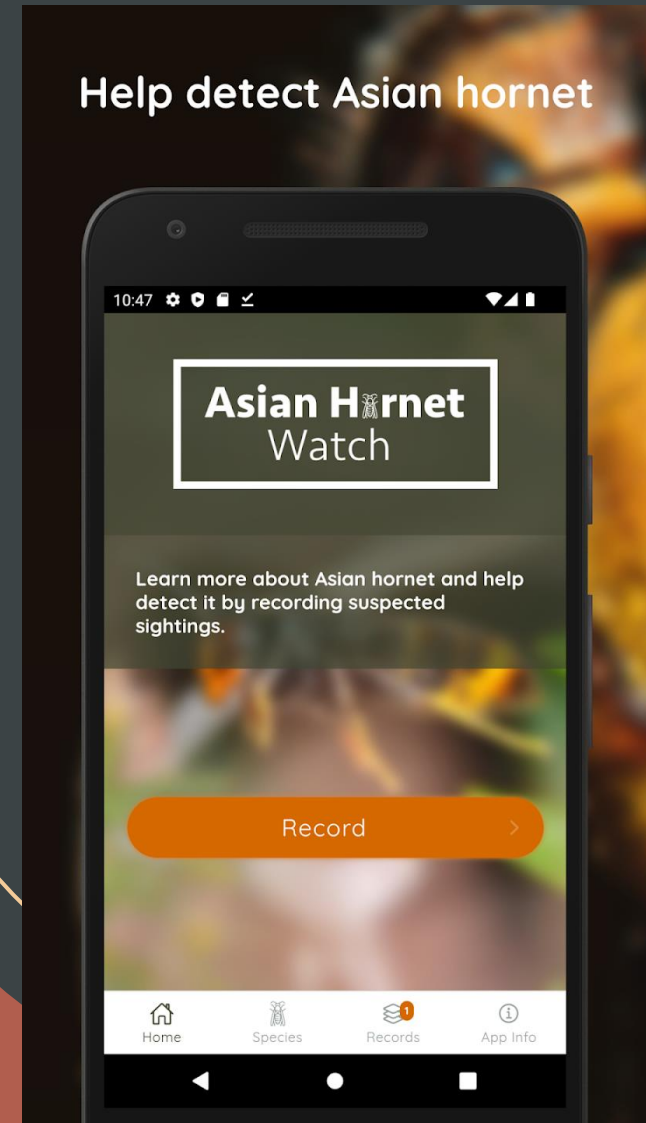 Help detect Asian hornet
10:47
Asian Hornet
Watch
Learn more about Asian hornet and help
detect it by recording suspected
sightings.
Record
1
Home Species Records App Info